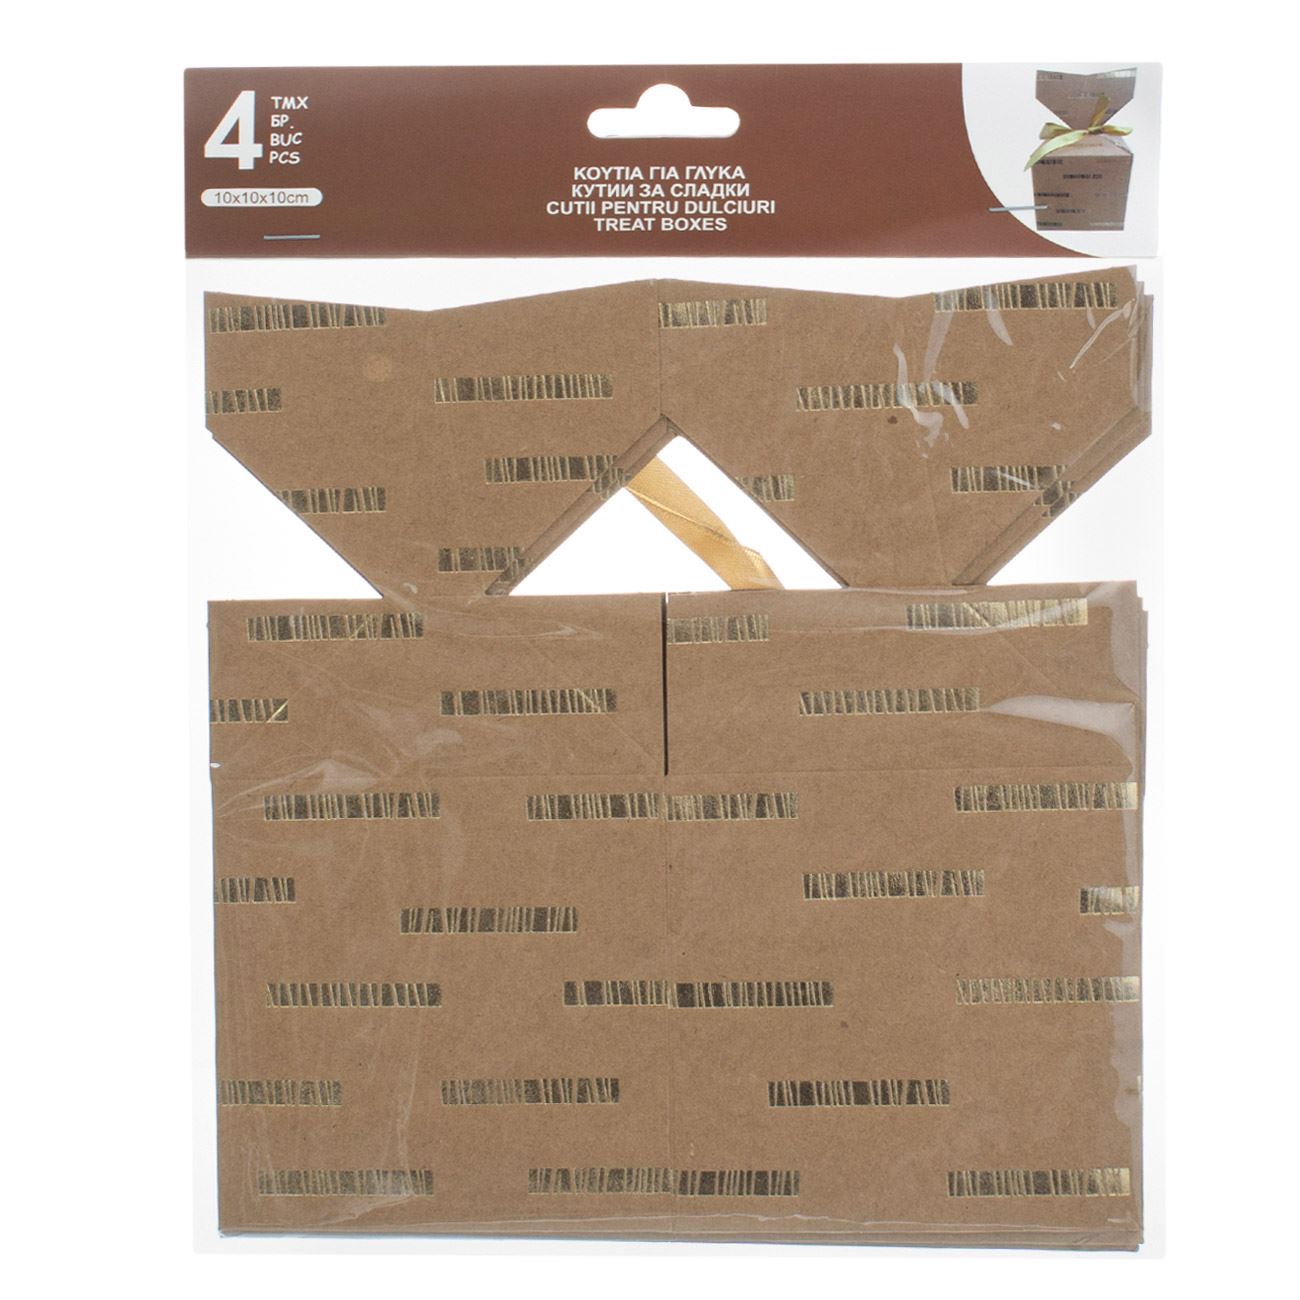 4 ΤΜΧ
БР.
BUC
PCS
10x10x10cm
ΚΟΥΤΙΑ ΓΙΑ ΓΛΥΚΑ
КУТИИ ЗА СЛАДКИ
CUTII PENTRU DULCIURI
TREAT BOXES